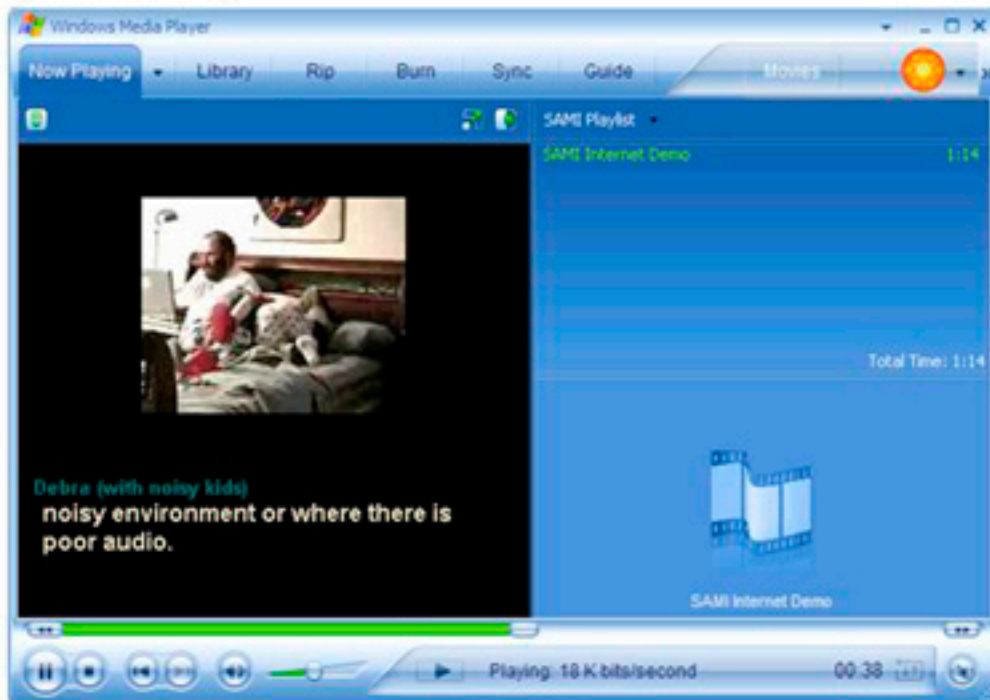 Windows Media Player
Now Playing Library Rip Burn Sync Guide Movies
SAMI Playlist
SAMI Internet Demo 1:14
Total Time: 1:14
Debra (with noisy kids)
noisy environment or where there is
poor audio.
SAMI Internet Demo
Playing: 18 K bits/second 00:38